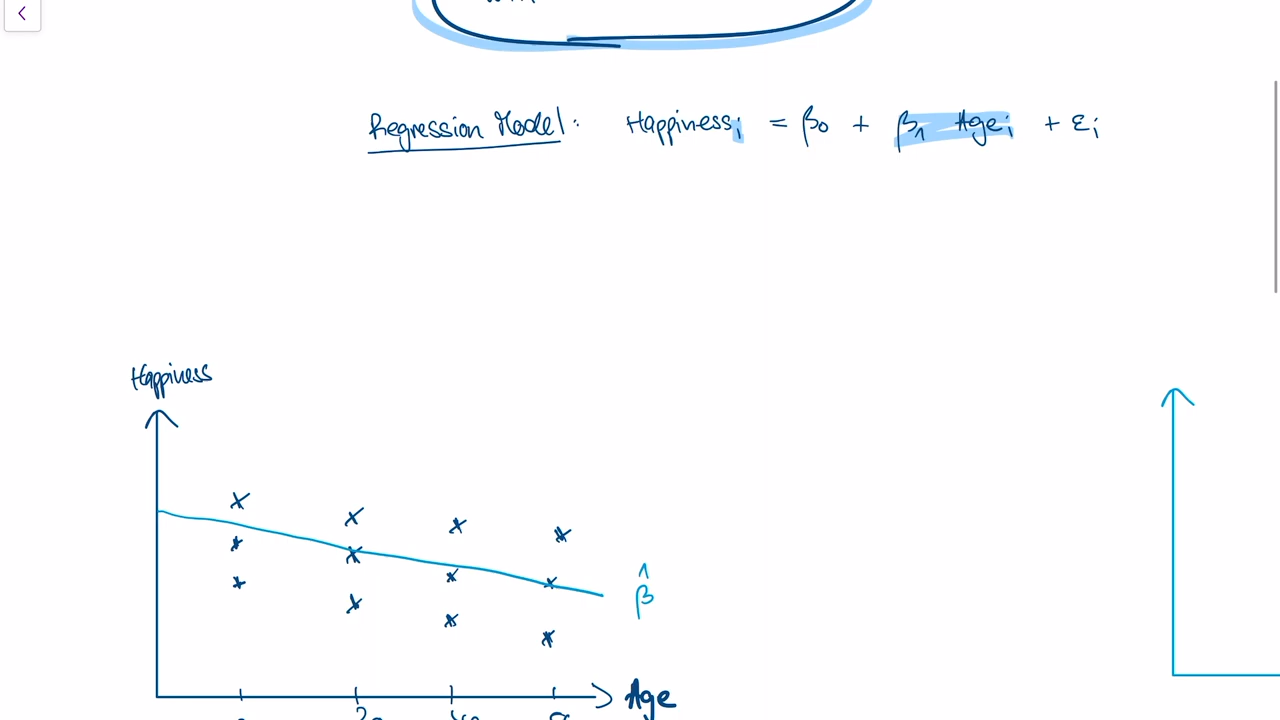 Regression Model: Happinessᵢ = β₀ + β₁ Ageᵢ + εᵢ
Happiness
β̂
Age